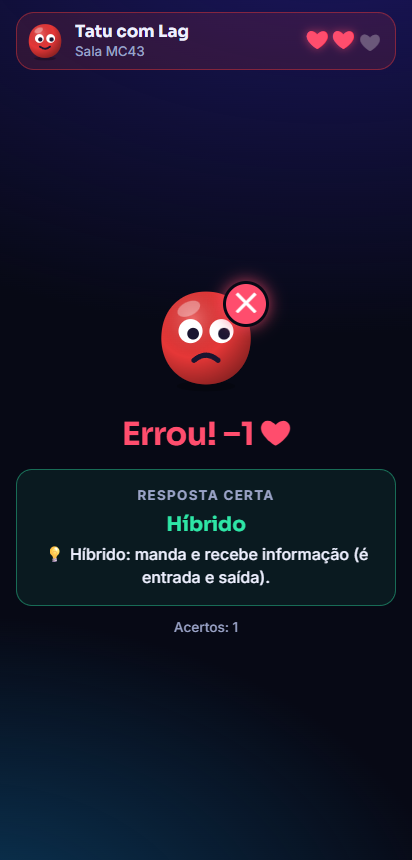 Tatu com Lag
Sala MC43
Errou! −1
RESPOSTA CERTA
Híbrido
Híbrido: manda e recebe informação (é
entrada e saída).
Acertos: 1